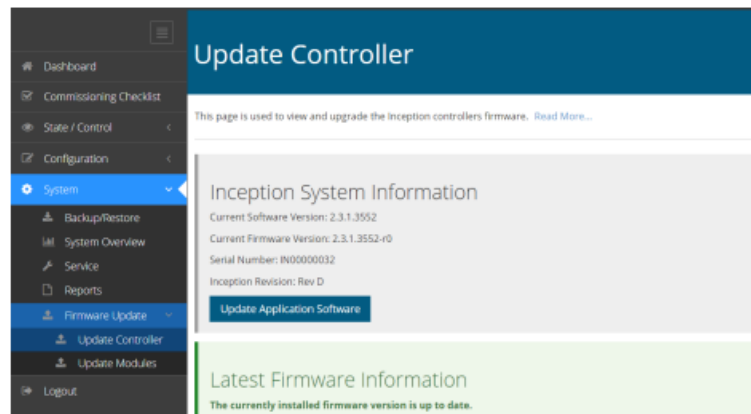 Dashboard
Commissioning Checklist
State / Control
Configuration
System
Backup/Restore
System Overview
Service
Reports
Firmware Update
Update Controller
Update Modules
Logout
Update Controller
This page is used to view and upgrade the Inception controllers firmware. Read More...
Inception System Information
Current Software Version: 2.3.1.3552
Current Firmware Version: 2.3.1.3552-r0
Serial Number: IN00000032
Inception Revision: Rev D
Update Application Software
Latest Firmware Information
The currently installed firmware version is up to date.